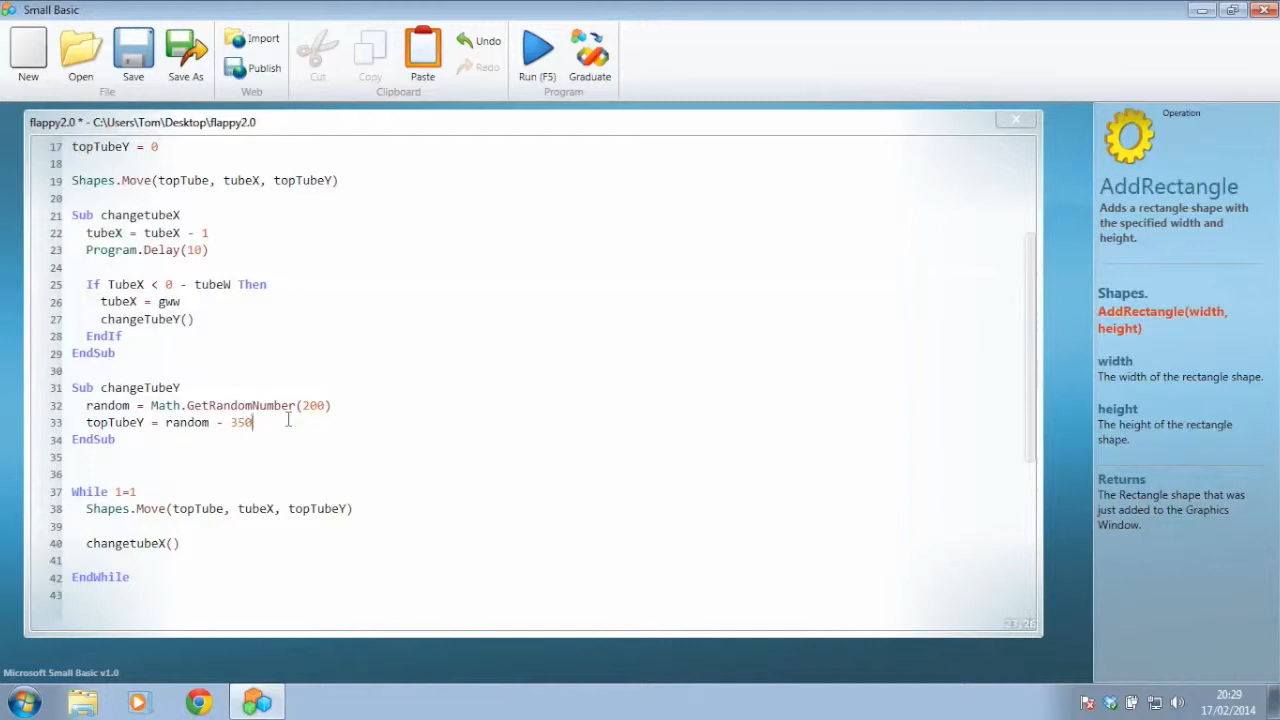 Small Basic
New
Open
Save
Save As
Import
Publish
Cut
Copy
Paste
Undo
Redo
Run (F5)
Graduate
File
Web
Clipboard
Program
flappy2.0 * - C:\Users\Tom\Desktop\flappy2.0
17 topTubeY = 0
18
19 Shapes.Move(topTube, tubeX, topTubeY)
20
21 Sub changetubeX
22 tubeX = tubeX - 1
23 Program.Delay(10)
24
25 If TubeX < 0 - tubeW Then
26 tubeX = gww
27 changeTubeY()
28 EndIf
29 EndSub
30
31 Sub changeTubeY
32 random = Math.GetRandomNumber(200)
33 topTubeY = random - 350
34 EndSub
35
36
37 While 1=1
38 Shapes.Move(topTube, tubeX, topTubeY)
39
40 changetubeX()
41
42 EndWhile
43
23,26
Operation
AddRectangle
Adds a rectangle shape with
the specified width and
height.
Shapes.
AddRectangle(width,
height)
width
The width of the rectangle shape.
height
The height of the rectangle
shape.
Returns
The Rectangle shape that was
just added to the Graphics
Window.
Microsoft Small Basic v1.0
20:29
17/02/2014